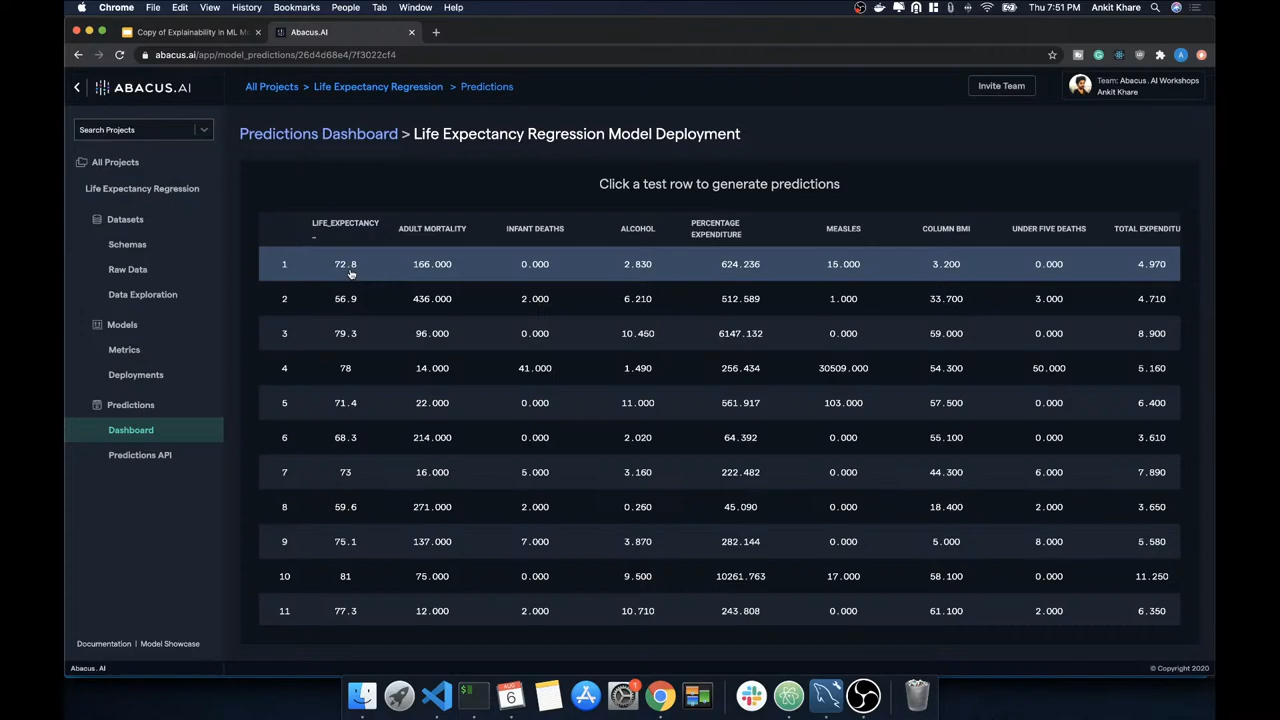 Chrome File Edit View History Bookmarks People Tab Window Help Thu 7:51 PM Ankit Khare
Copy of Explainability in ML M
Abacus.AI
abacus.ai/app/model_predictions/26d4d68e4/7f3022cf4
ABACUS.AI
All Projects > Life Expectancy Regression > Predictions
Invite Team
Team: Abacus . AI Workshops
Ankit Khare
Search Projects
All Projects
Life Expectancy Regression
Datasets
Schemas
Raw Data
Data Exploration
Models
Metrics
Deployments
Predictions
Dashboard
Predictions API
Documentation | Model Showcase
Predictions Dashboard > Life Expectancy Regression Model Deployment
Click a test row to generate predictions
LIFE_EXPECTANCY_ ADULT MORTALITY INFANT DEATHS ALCOHOL PERCENTAGE EXPENDITURE MEASLES COLUMN BMI UNDER FIVE DEATHS TOTAL EXPENDITU
1 72.8 166.000 0.000 2.830 624.236 15.000 3.200 0.000 4.970
2 56.9 436.000 2.000 6.210 512.589 1.000 33.700 3.000 4.710
3 79.3 96.000 0.000 10.450 6147.132 0.000 59.000 0.000 8.900
4 78 14.000 41.000 1.490 256.434 30509.000 54.300 50.000 5.160
5 71.4 22.000 0.000 11.000 561.917 103.000 57.500 0.000 6.400
6 68.3 214.000 0.000 2.020 64.392 0.000 55.100 0.000 3.610
7 73 16.000 5.000 3.160 222.482 0.000 44.300 6.000 7.890
8 59.6 271.000 2.000 0.260 45.090 0.000 18.400 2.000 3.650
9 75.1 137.000 7.000 3.870 282.144 0.000 5.000 8.000 5.580
10 81 75.000 0.000 9.500 10261.763 17.000 58.100 0.000 11.250
11 77.3 12.000 2.000 10.710 243.808 0.000 61.100 2.000 6.350
Abacus . AI
© Copyright 2020
AUG
6
1